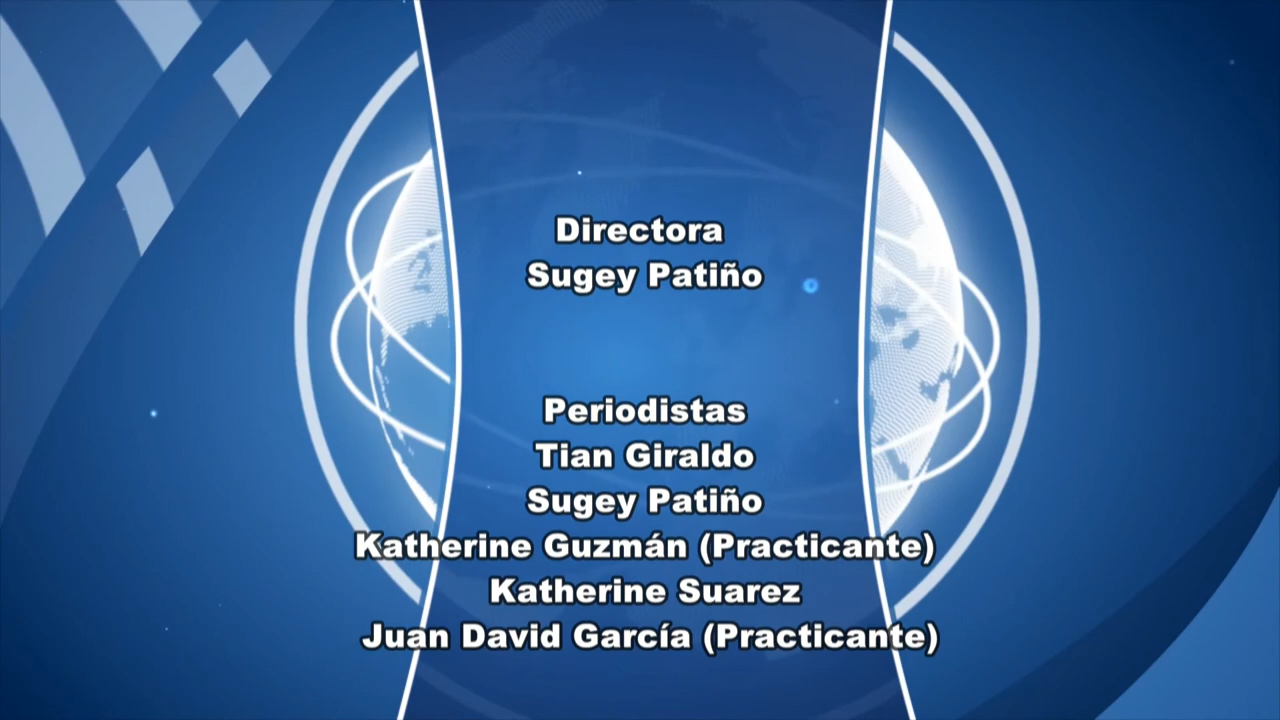 Directora
Sugey Patiño
Periodistas
Tian Giraldo
Sugey Patiño
Katherine Guzmán (Practicante)
Katherine Suarez
Juan David García (Practicante)